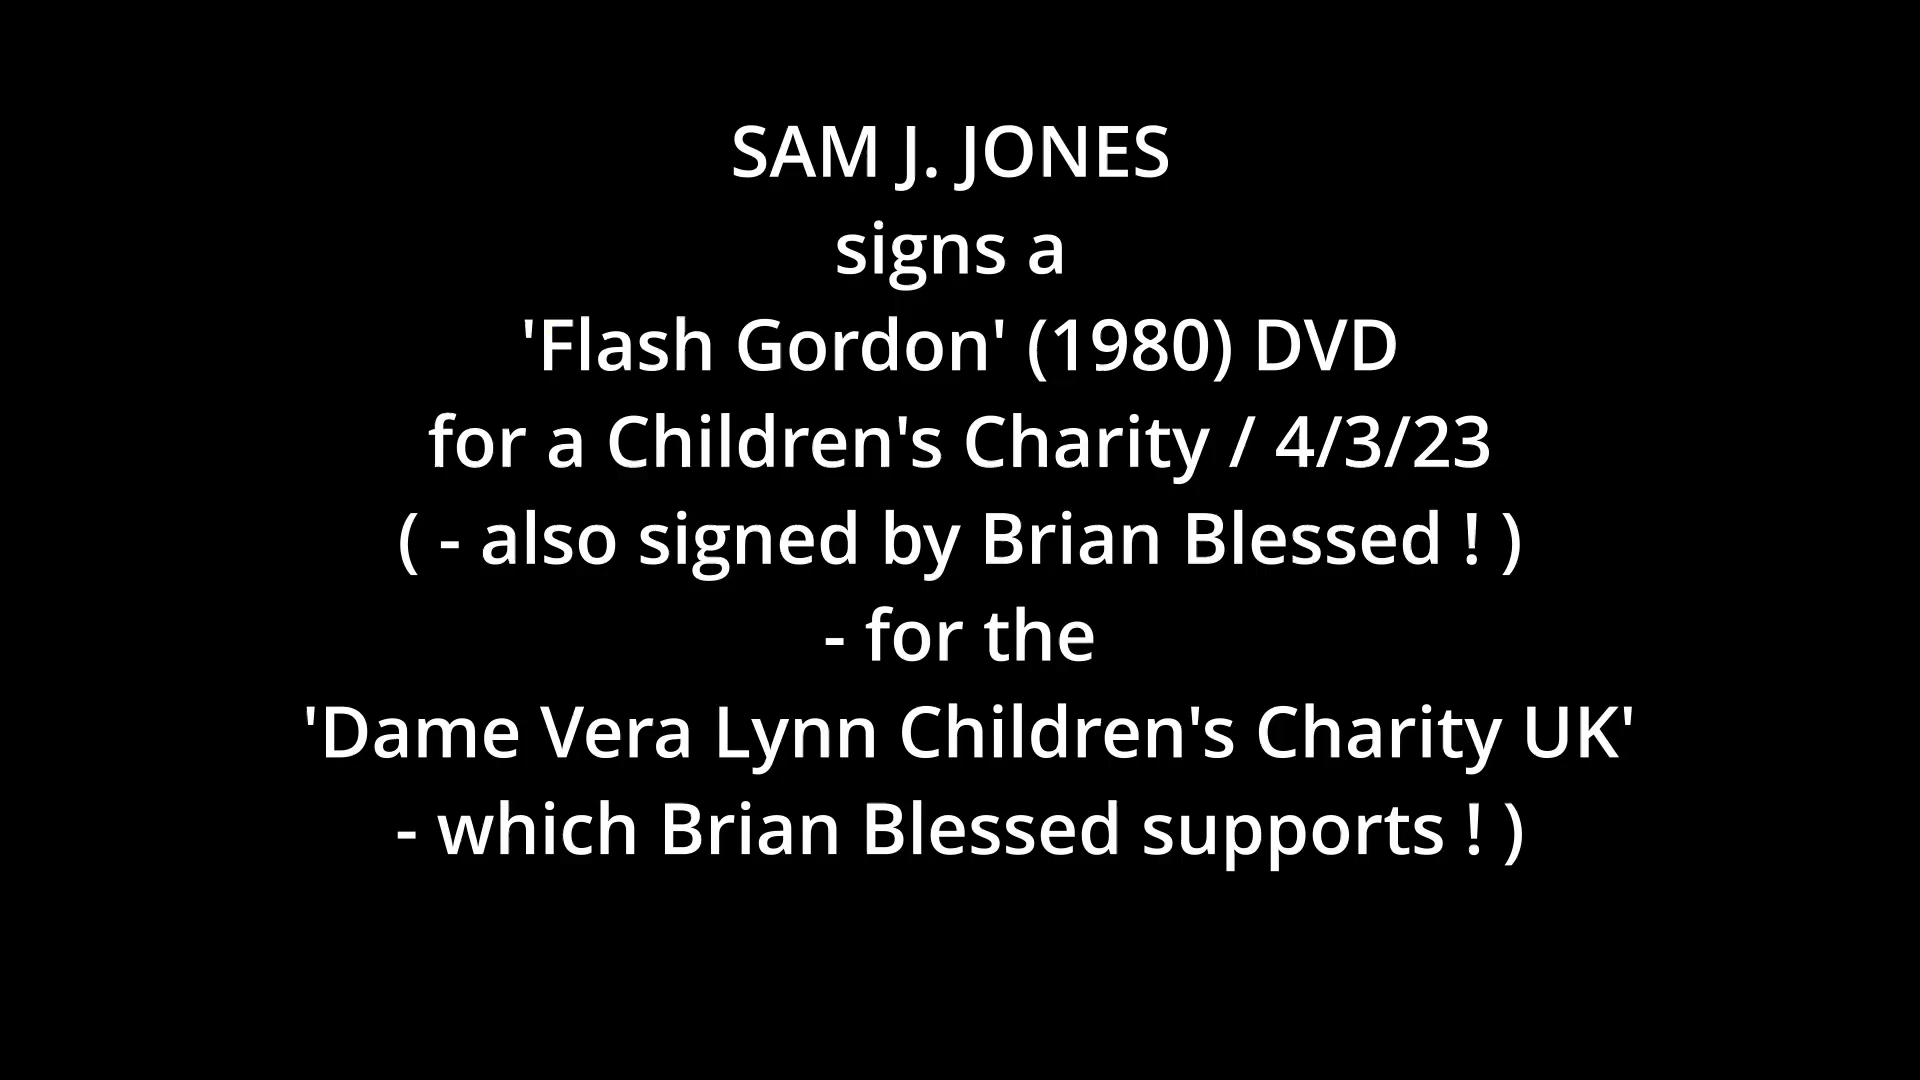 SAM J. JONES
signs a
'Flash Gordon' (1980) DVD
for a Children's Charity / 4/3/23
( - also signed by Brian Blessed ! )
- for the
'Dame Vera Lynn Children's Charity UK'
- which Brian Blessed supports ! )